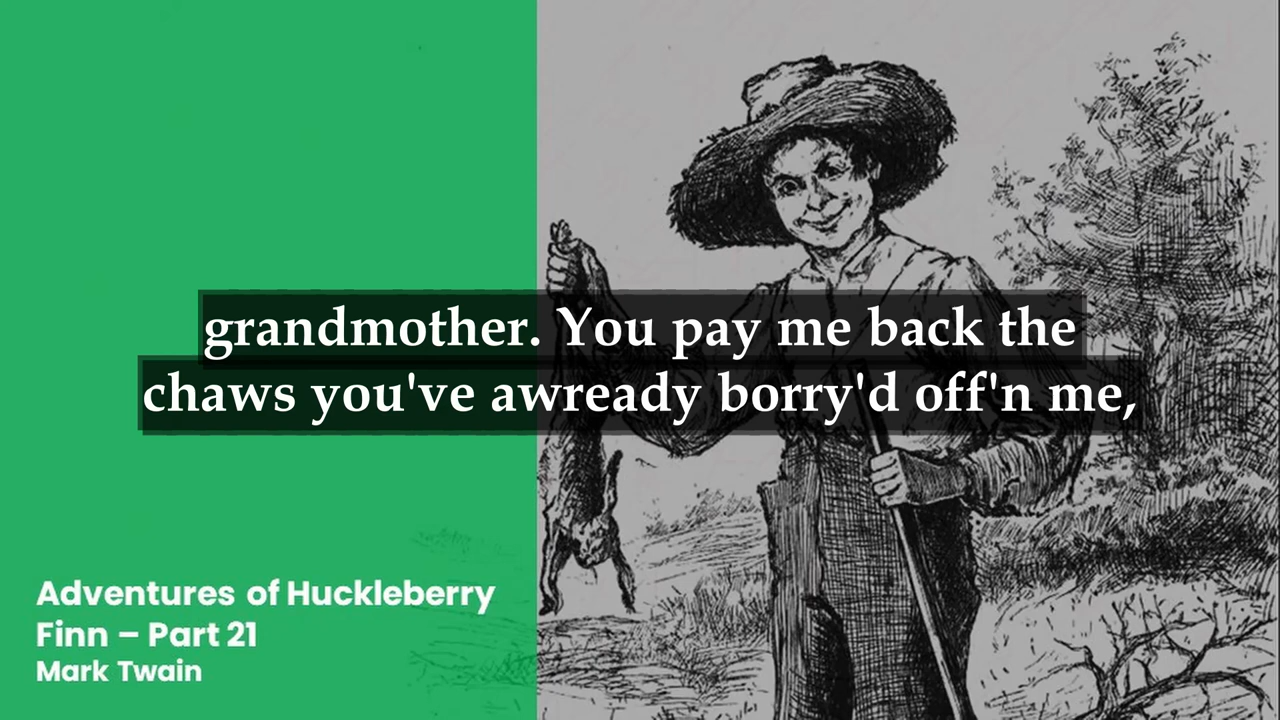 grandmother. You pay me back the
chaws you've awready borry'd off'n me,
Adventures of Huckleberry
Finn – Part 21
Mark Twain